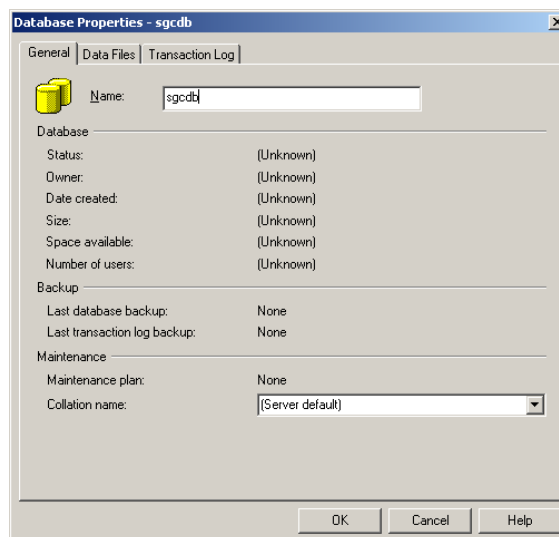 Database Properties - sgcdb
General Data Files Transaction Log
Name: sgcdb
Database
Status: (Unknown)
Owner: (Unknown)
Date created: (Unknown)
Size: (Unknown)
Space available: (Unknown)
Number of users: (Unknown)
Backup
Last database backup: None
Last transaction log backup: None
Maintenance
Maintenance plan: None
Collation name: (Server default)
OK Cancel Help